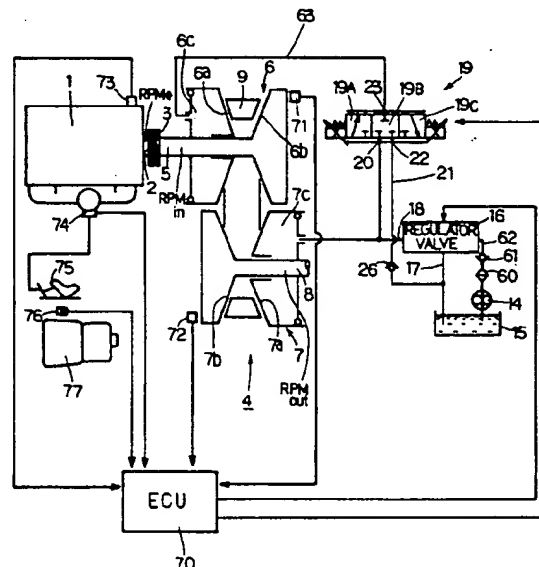 63
6C
6
19
1
73
RPMe
3
6a
9
23
19A
19B
19C
6b
71
20
22
2
5
RPM
in
21
74
7C
18
16
REGULATOR
VALVE
62
61
60
26
17
75
8
14
76
72
15
7b
7a
7
77
4
RPM
out
ECU
70